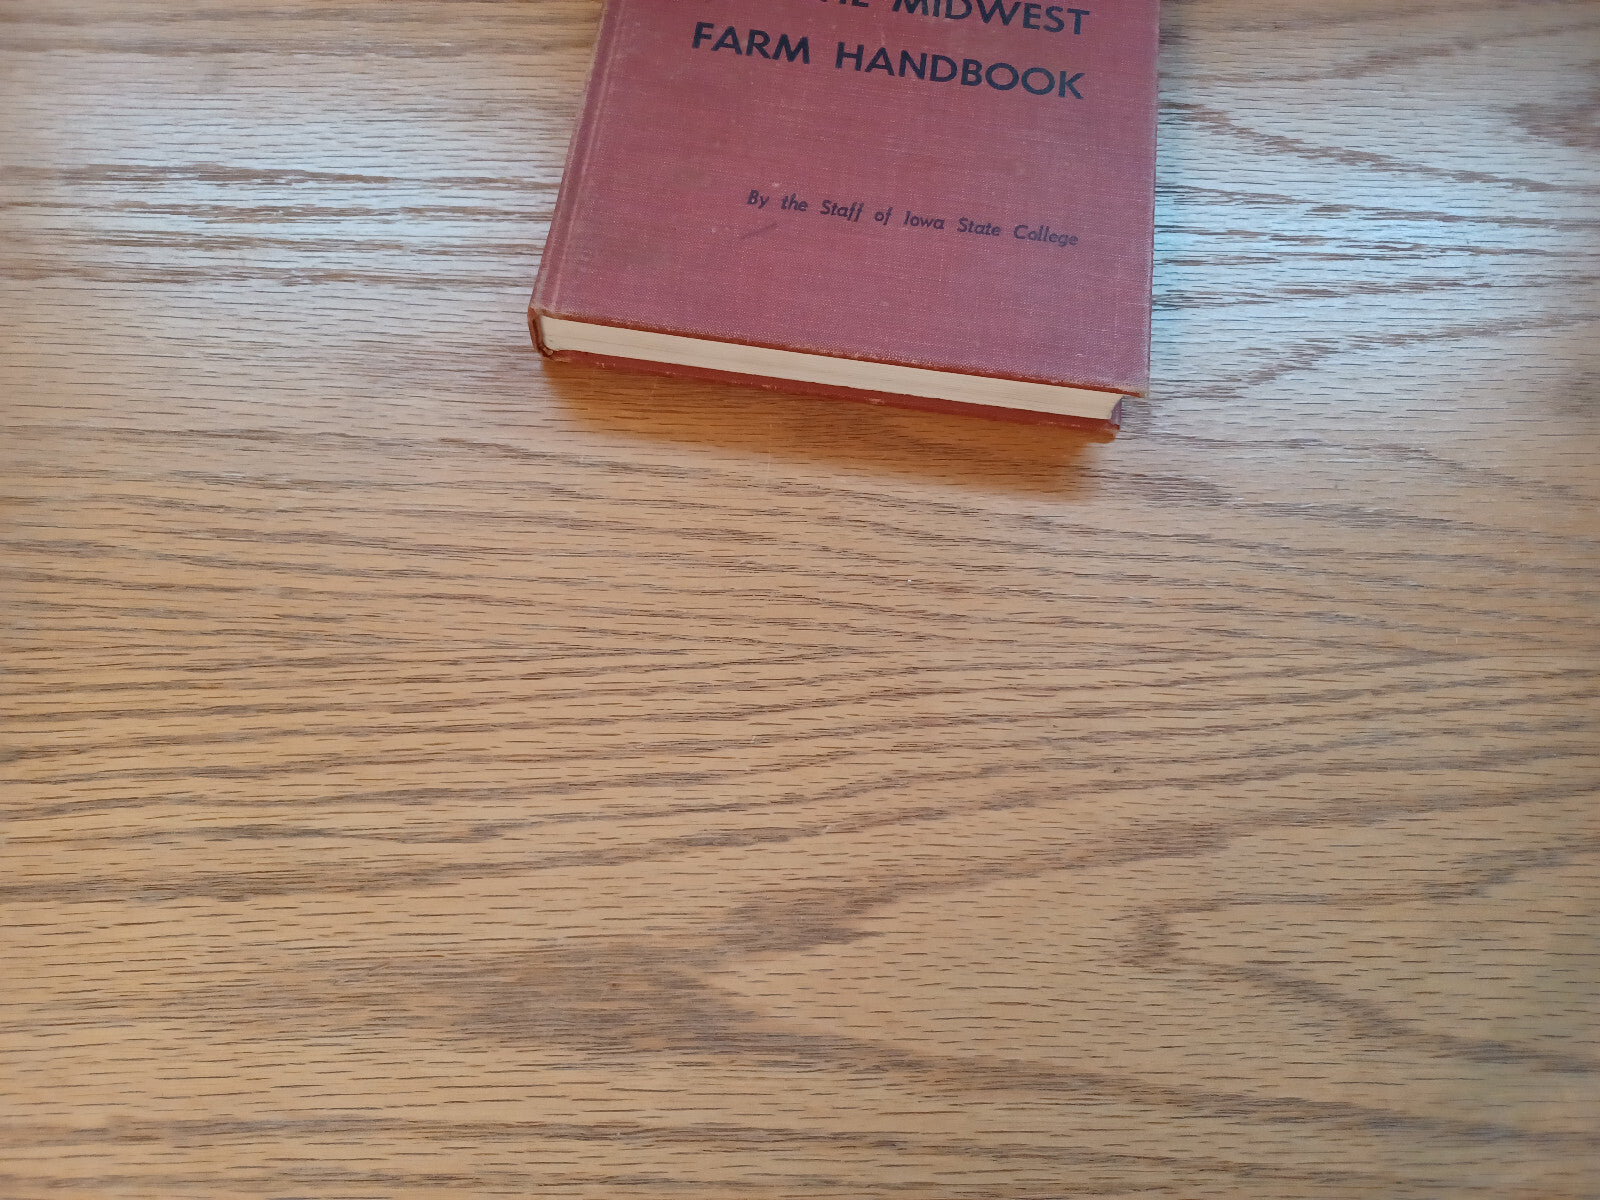 MIDWEST
FARM HANDBOOK
By the Staff of Iowa State College